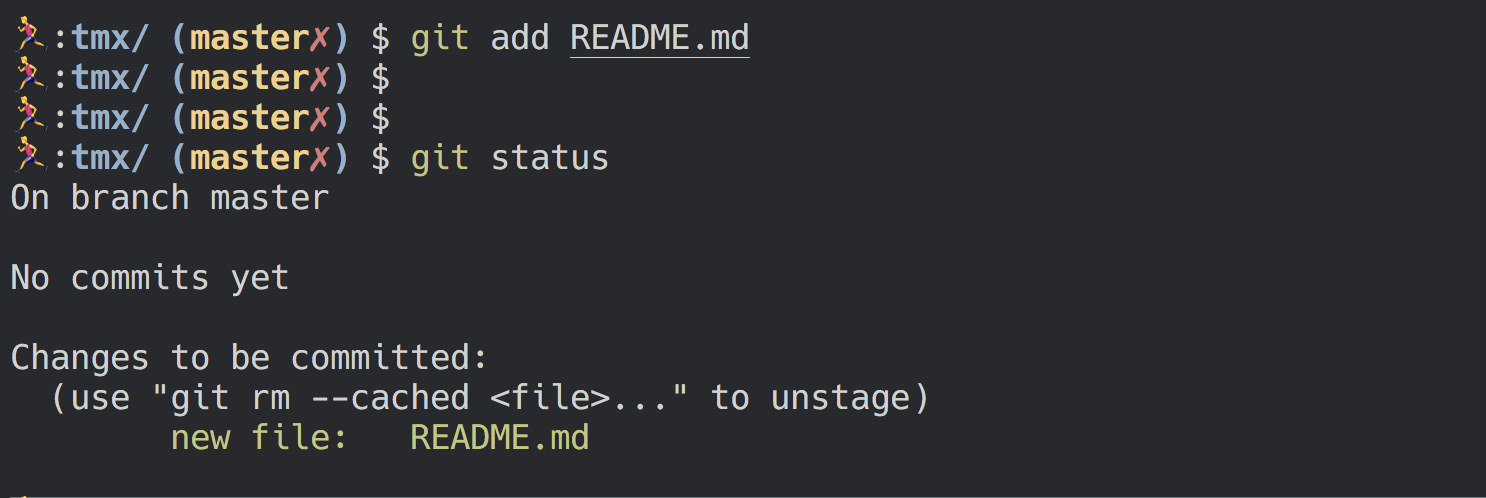 🏃:tmx/ (master✗) $ git add README.md
🏃:tmx/ (master✗) $
🏃:tmx/ (master✗) $
🏃:tmx/ (master✗) $ git status
On branch master
No commits yet
Changes to be committed:
  (use "git rm --cached <file>..." to unstage)
        new file:   README.md